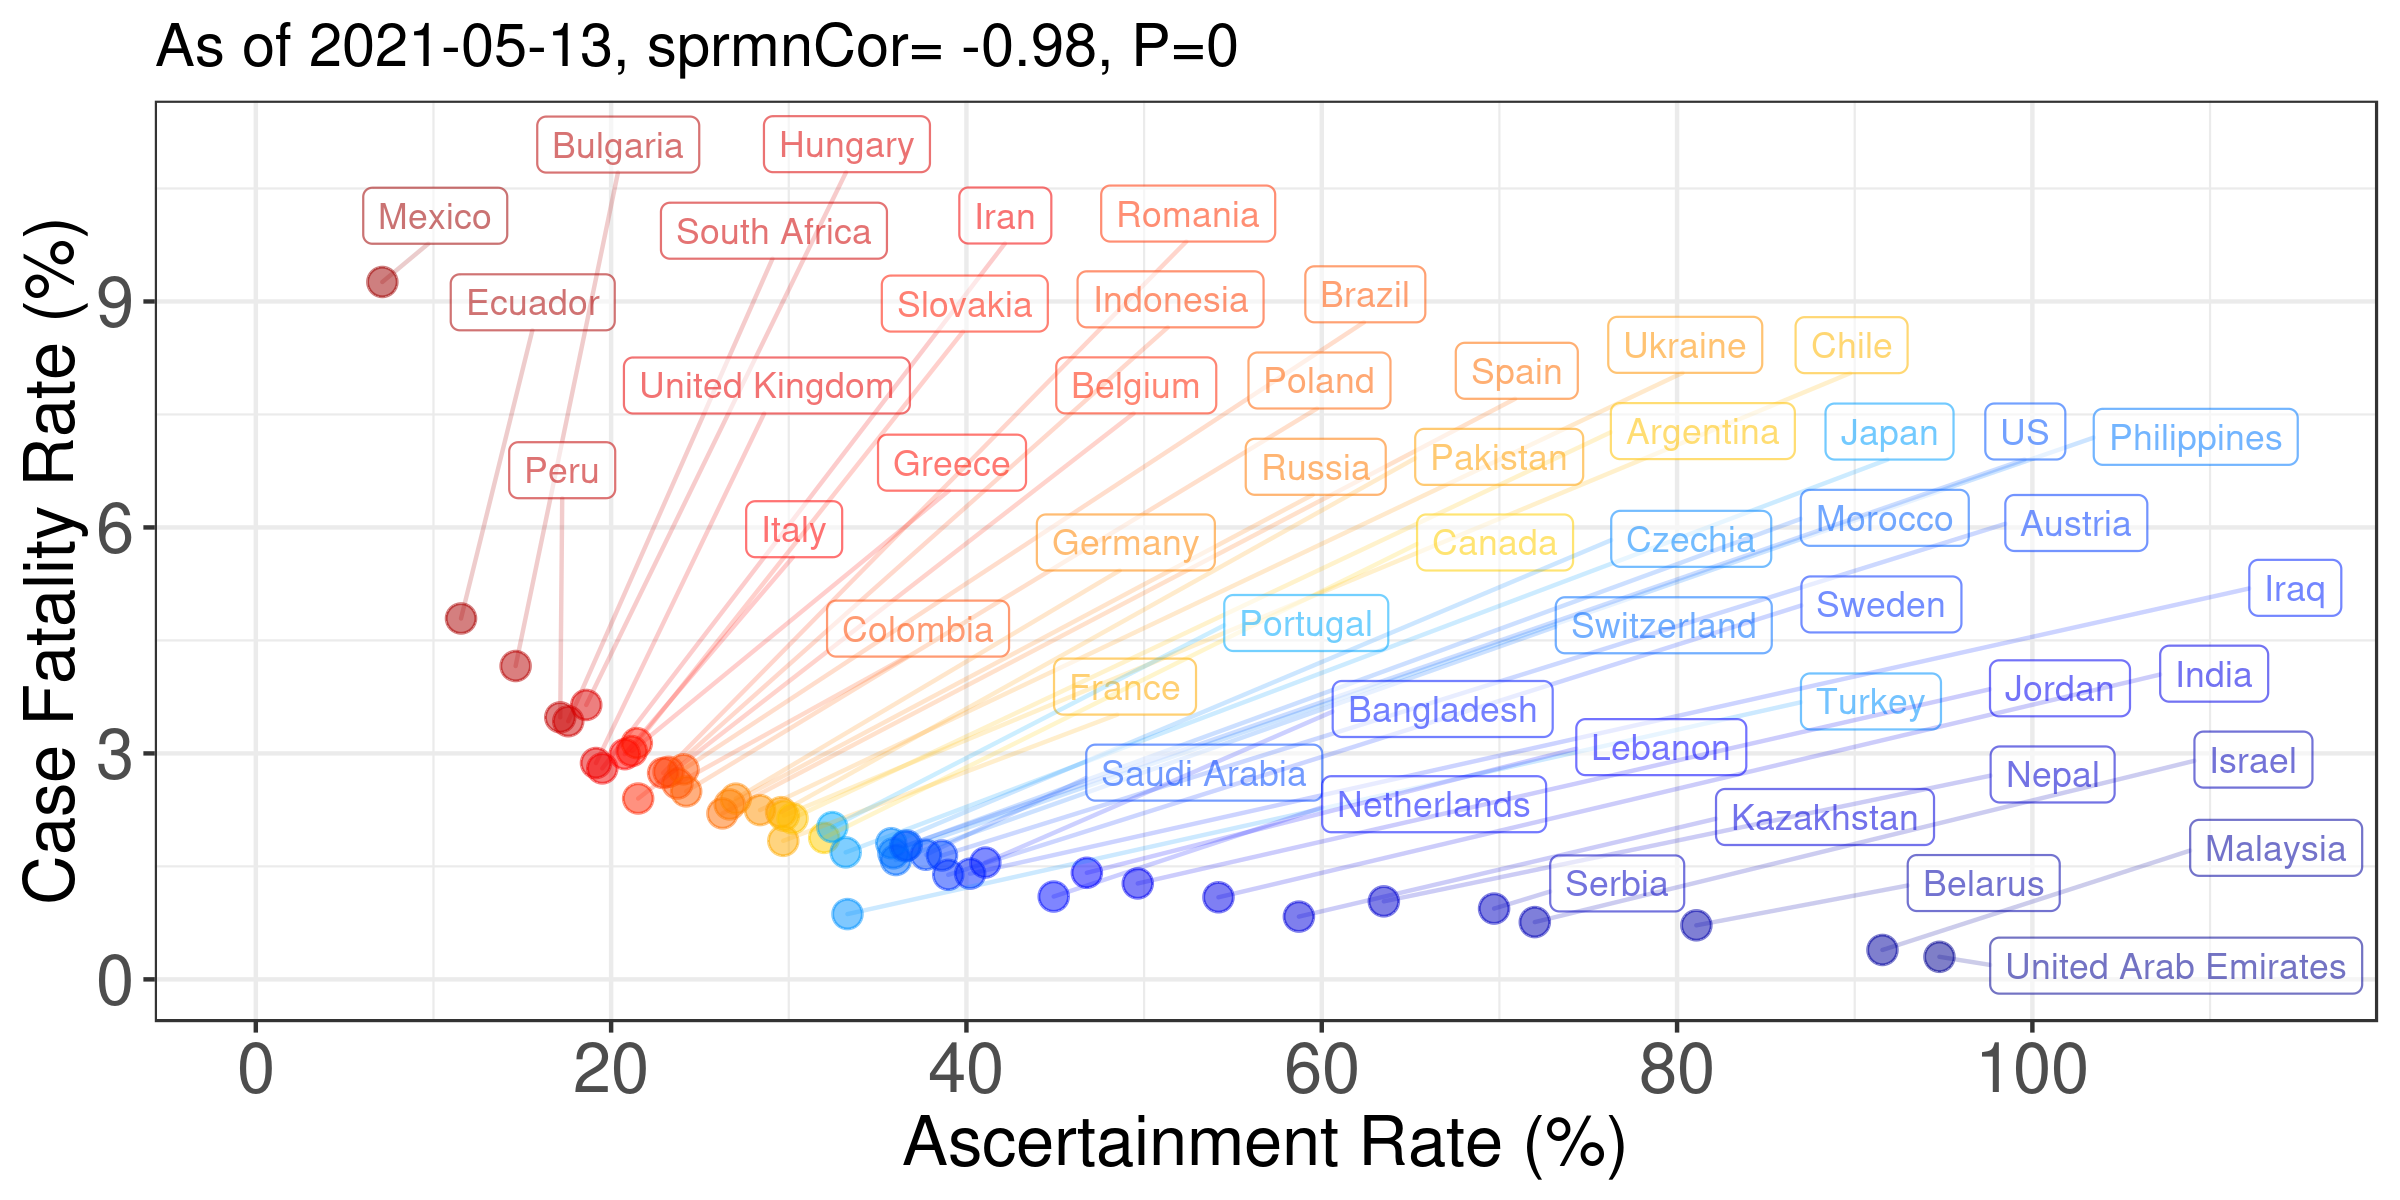 As of 2021-05-13, sprmnCor= -0.98, P=0
Bulgaria
Hungary
Mexico
South Africa
Iran
Romania
Ecuador
Slovakia
Indonesia
Brazil
United Kingdom
Belgium
Poland
Spain
Ukraine
Chile
Peru
Greece
Russia
Pakistan
Argentina
Japan
US
Philippines
Italy
Germany
Canada
Czechia
Morocco
Austria
Colombia
Portugal
Switzerland
Sweden
Iraq
France
Bangladesh
Turkey
Jordan
India
Saudi Arabia
Lebanon
Nepal
Israel
Netherlands
Kazakhstan
Malaysia
Serbia
Belarus
United Arab Emirates
9
6
3
0
Case Fatality Rate (%)
0
20
40
60
80
100
Ascertainment Rate (%)